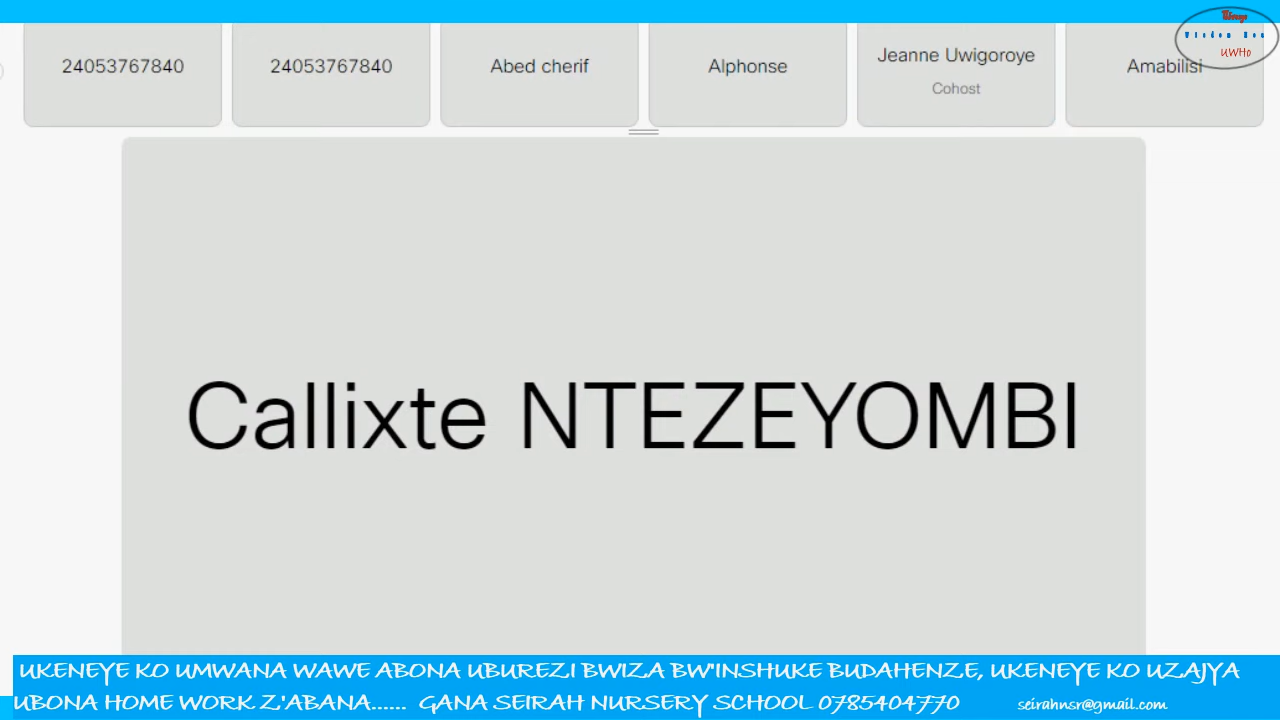 24053767840
24053767840
Abed cherif
Alphonse
Jeanne Uwigoroye
Cohost
Amabilisi
UWHo
Callixte NTEZEYOMBI
UKENEYE KO UMWANA WAWE ABONA UBUREZI BWIZA BW"INSHUKE BUDAHENZE, UKENEYE KO UZAJYA
UBONA HOME WORK Z'ABANA...... GANA SEIRAH NURSERY SCHOOL 0785404770 seirahnsr@gmail.com